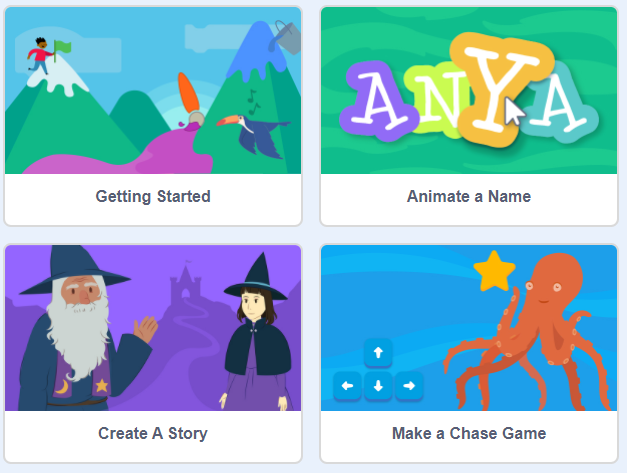 Getting Started
ANYA
Animate a Name
Create A Story
Make a Chase Game